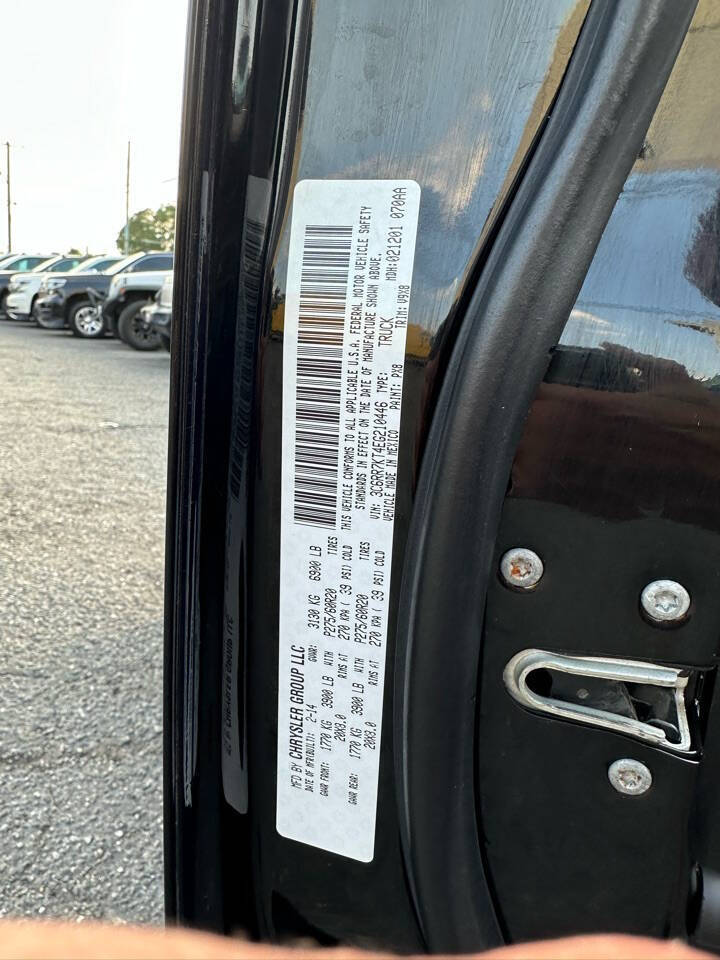 MFD BY CHRYSLER GROUP LLC
DATE OF MFR(BUILT): 2-14 GVWR: 3130 KG 6900 LB
GAWR FRONT: 1770 KG 3900 LB WITH P275/60R20 TIRES
20X9.0 RIMS AT 270 KPA ( 39 PSI) COLD
GAWR REAR: 1770 KG 3900 LB WITH P275/60R20 TIRES
20X9.0 RIMS AT 270 KPA ( 39 PSI) COLD
THIS VEHICLE CONFORMS TO ALL APPLICABLE U.S.A. FEDERAL MOTOR VEHICLE SAFETY
STANDARDS IN EFFECT ON THE DATE OF MANUFACTURE SHOWN ABOVE.
VIN: 3C6RR7KT4EG210446 TYPE: TRUCK MDH:021201 070AA
VEHICLE MADE IN MEXICO PAINT: PX8 TRIM: V9X8